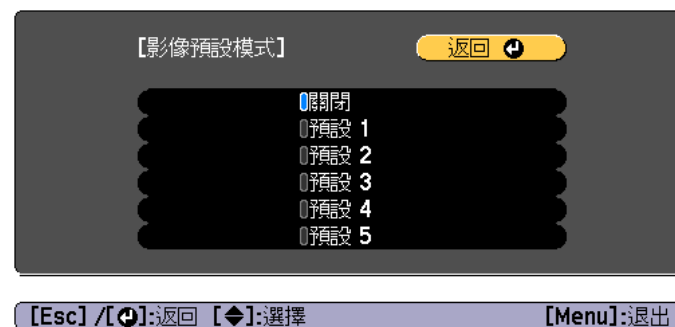 [影像預設模式] 返回
關閉
預設 1
預設 2
預設 3
預設 4
預設 5
[Esc] /[]:返回 []:選擇 [Menu]:退出